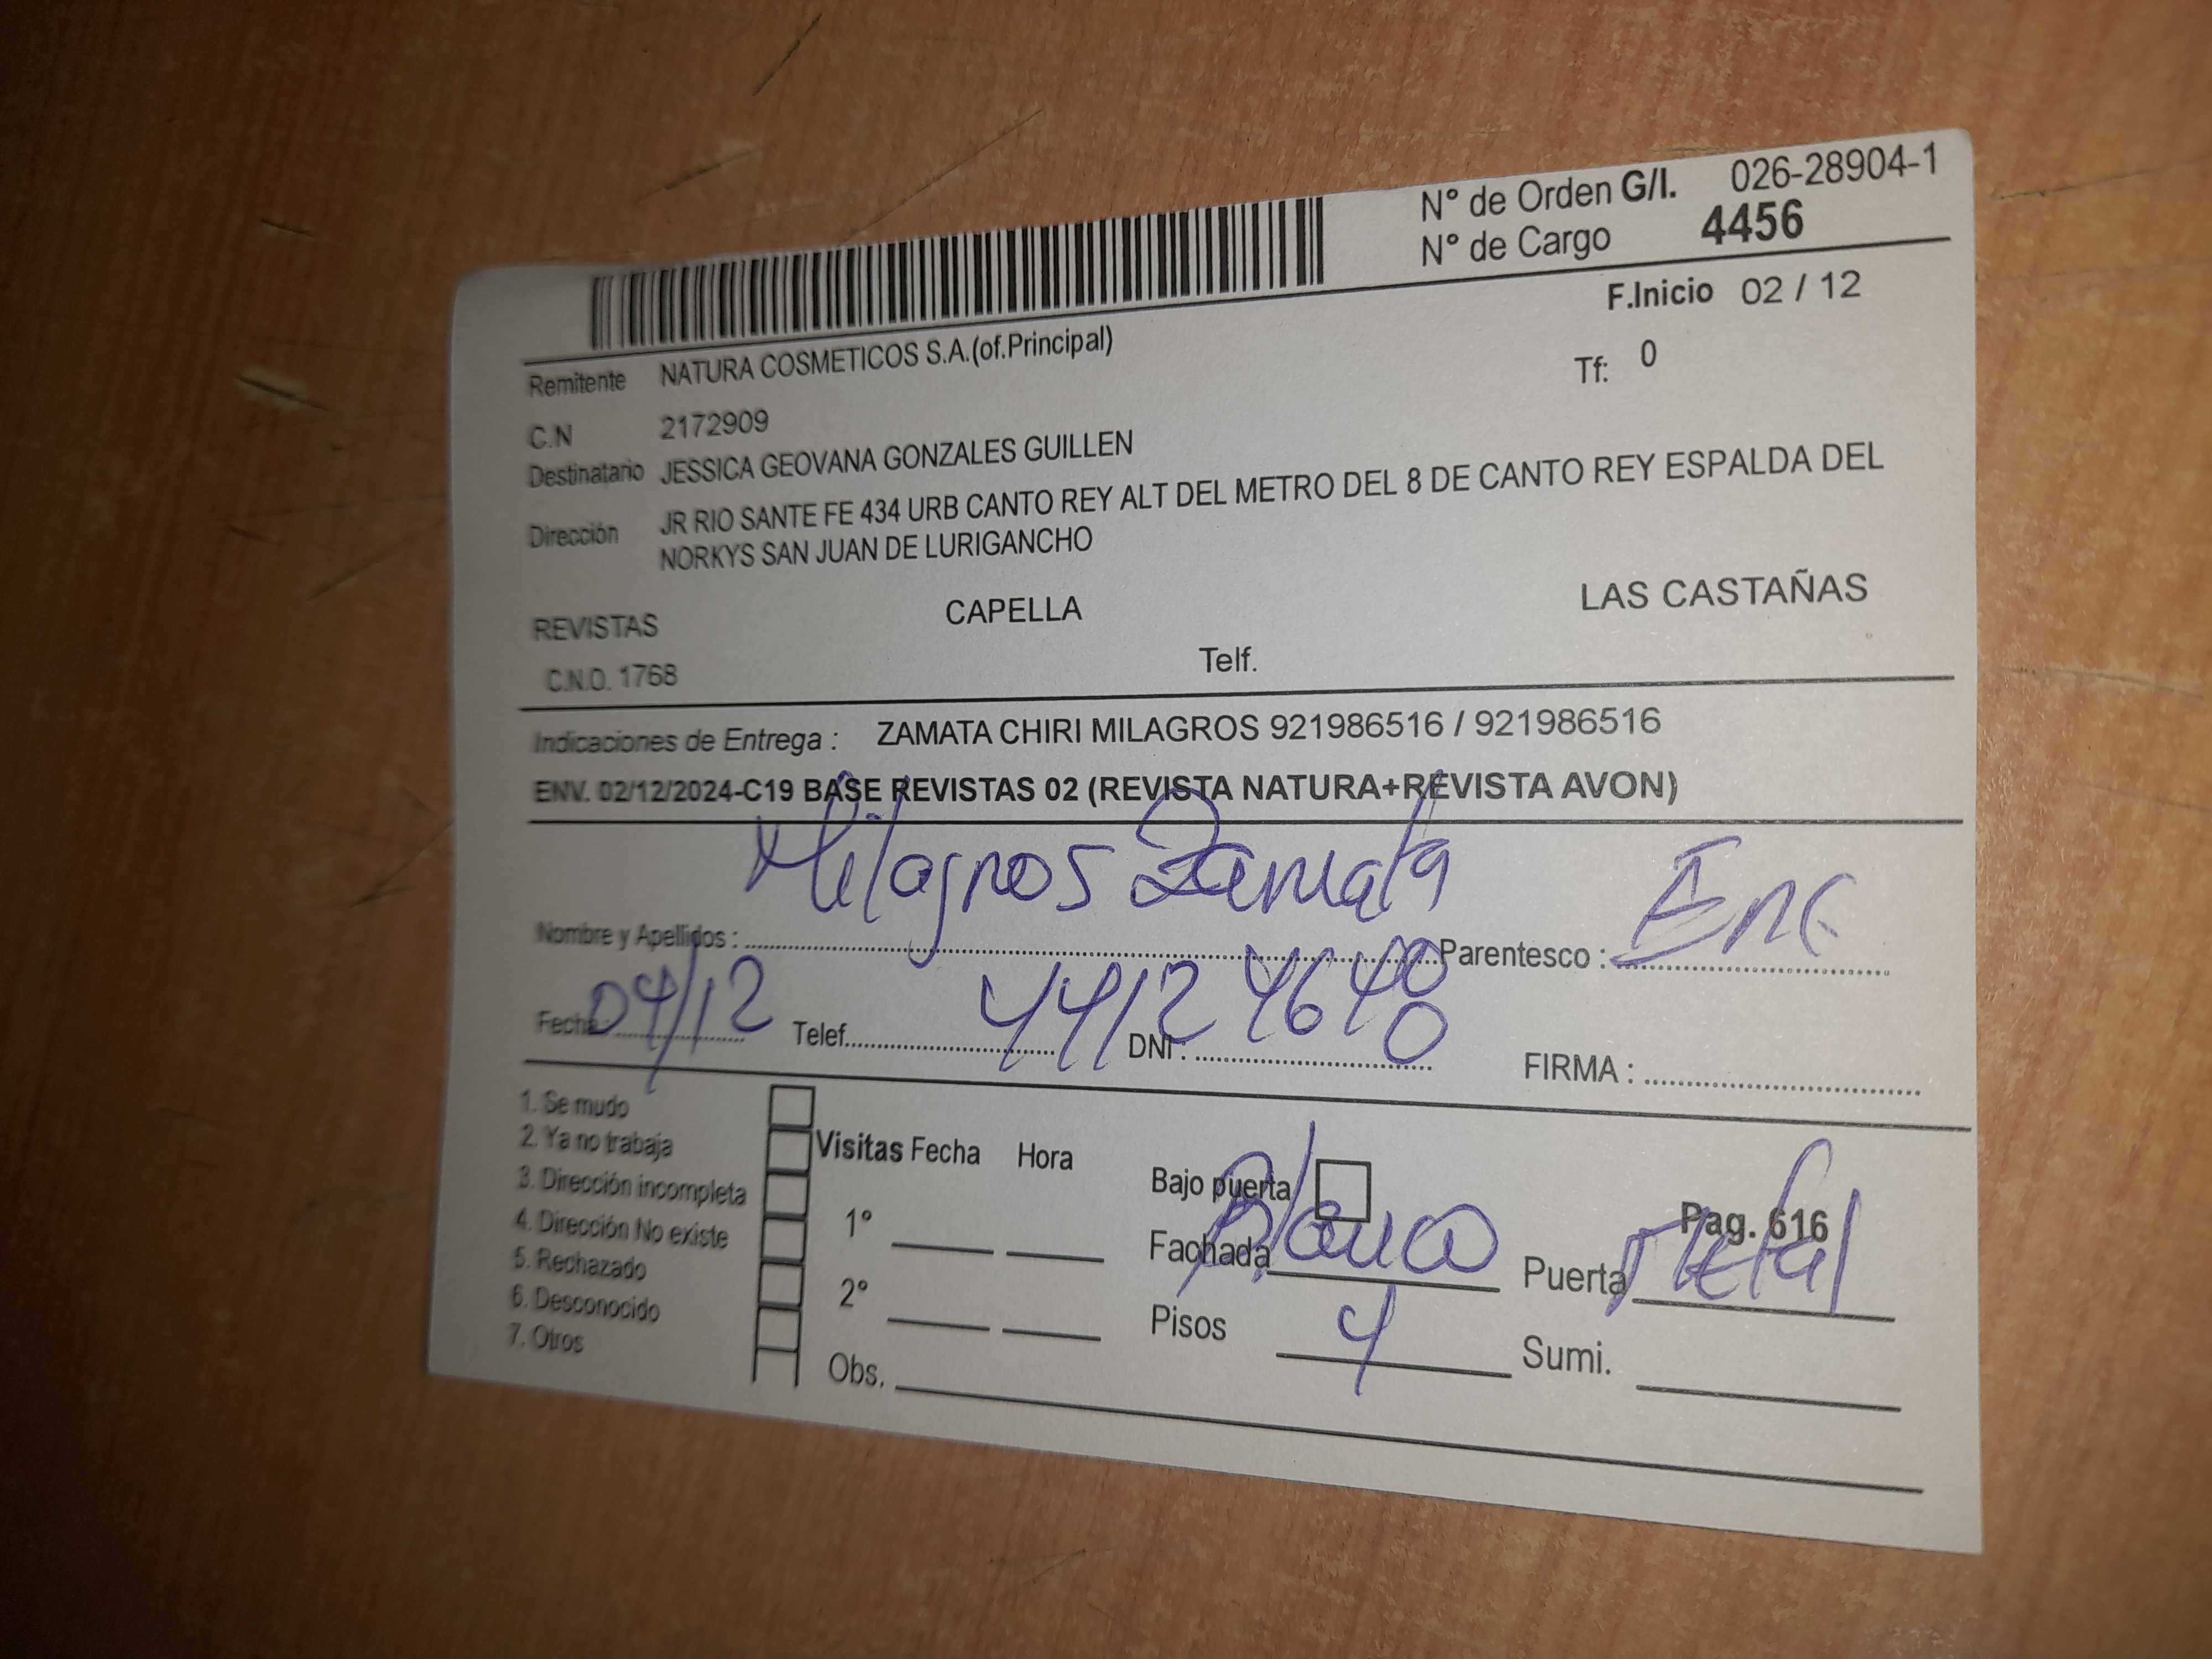 N° de Orden G/I. 026-28904-1
N° de Cargo 4456
F.Inicio 02 / 12
Remitente NATURA COSMETICOS S.A.(of.Principal)
Tf: 0
C.N 2172909
Destinatario JESSICA GEOVANA GONZALES GUILLEN
Dirección JR RIO SANTE FE 434 URB CANTO REY ALT DEL METRO DEL 8 DE CANTO REY ESPALDA DEL
NORKYS SAN JUAN DE LURIGANCHO
REVISTAS CAPELLA LAS CASTAÑAS
C.N.O. 1768 Telf.
Indicaciones de Entrega : ZAMATA CHIRI MILAGROS 921986516 / 921986516
ENV. 02/12/2024-C19 BASE REVISTAS 02 (REVISTA NATURA+REVISTA AVON)
Nombre y Apellidos : Milagros Zamata Parentesco : Enc
Fecha: 04/12 Telef. DNI : FIRMA :
1. Se mudo
2. Ya no trabaja
3. Dirección incompleta
4. Dirección No existe
5. Rechazado
6. Desconocido
7. Otros
Visitas Fecha Hora
1°
2°
Obs.
Bajo puerta
Pag. 616
Fachada Blanco Puerta Metal
Pisos 4 Sumi.